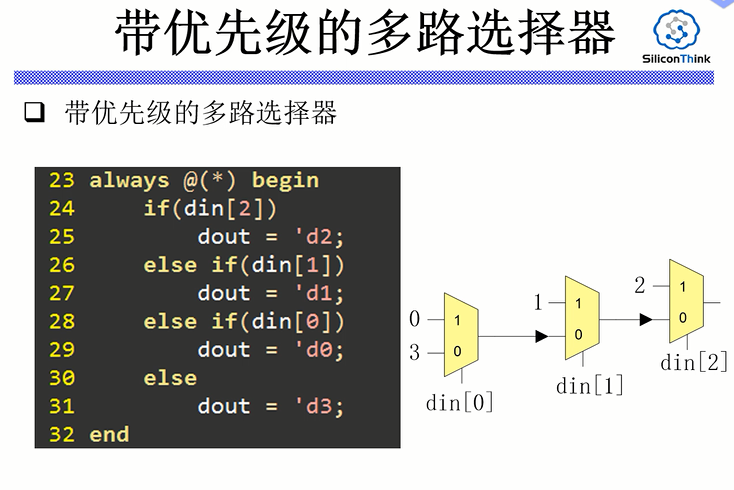 带优先级的多路选择器
SiliconThink
带优先级的多路选择器
23 always @(*) begin
24 if(din[2])
25 dout = 'd2;
26 else if(din[1])
27 dout = 'd1;
28 else if(din[0])
29 dout = 'd0;
30 else
31 dout = 'd3;
32 end
0 1
3 0
din[0]
1 1
0
din[1]
2 1
0
din[2]